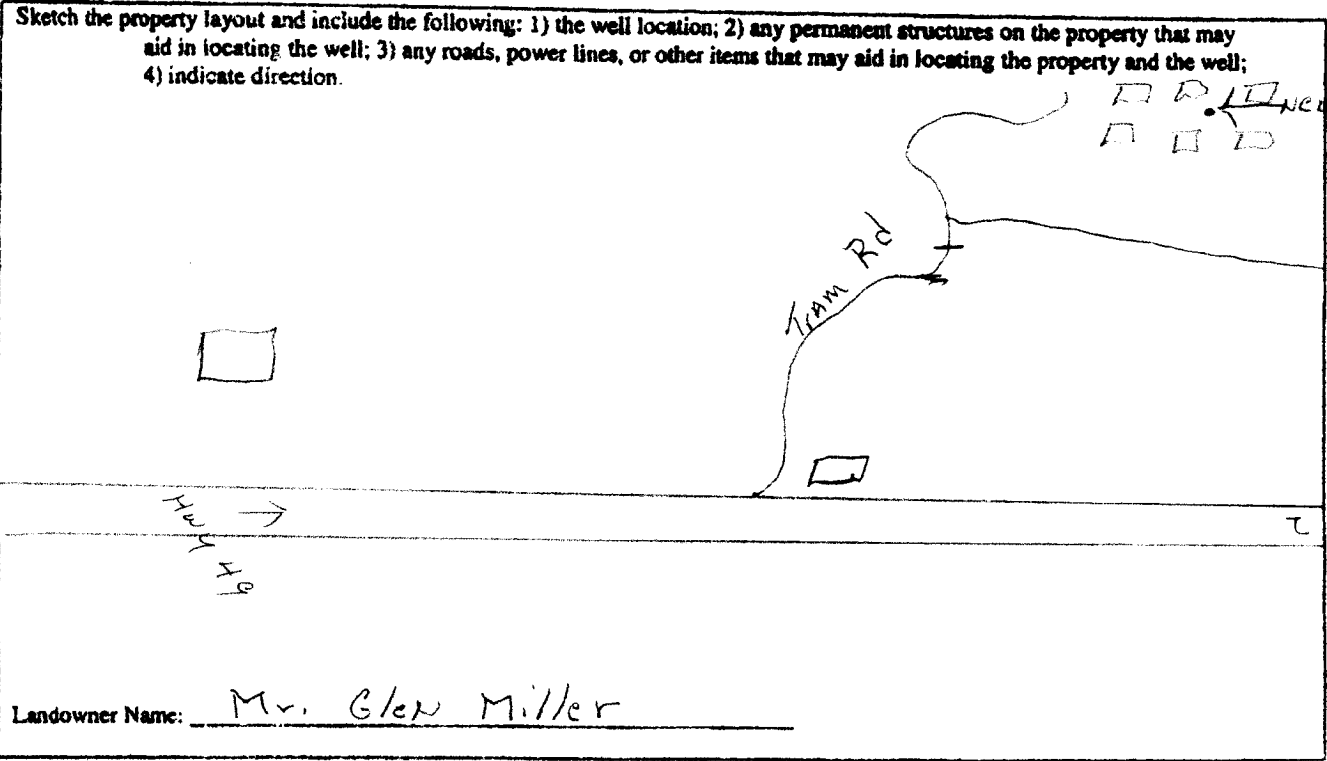 Sketch the property layout and include the following: 1) the well location; 2) any permanent structures on the property that may
aid in locating the well; 3) any roads, power lines, or other items that may aid in locating the property and the well;
4) indicate direction.
Tram Rd
Hwy 49
Landowner Name: Mr. Glen Miller